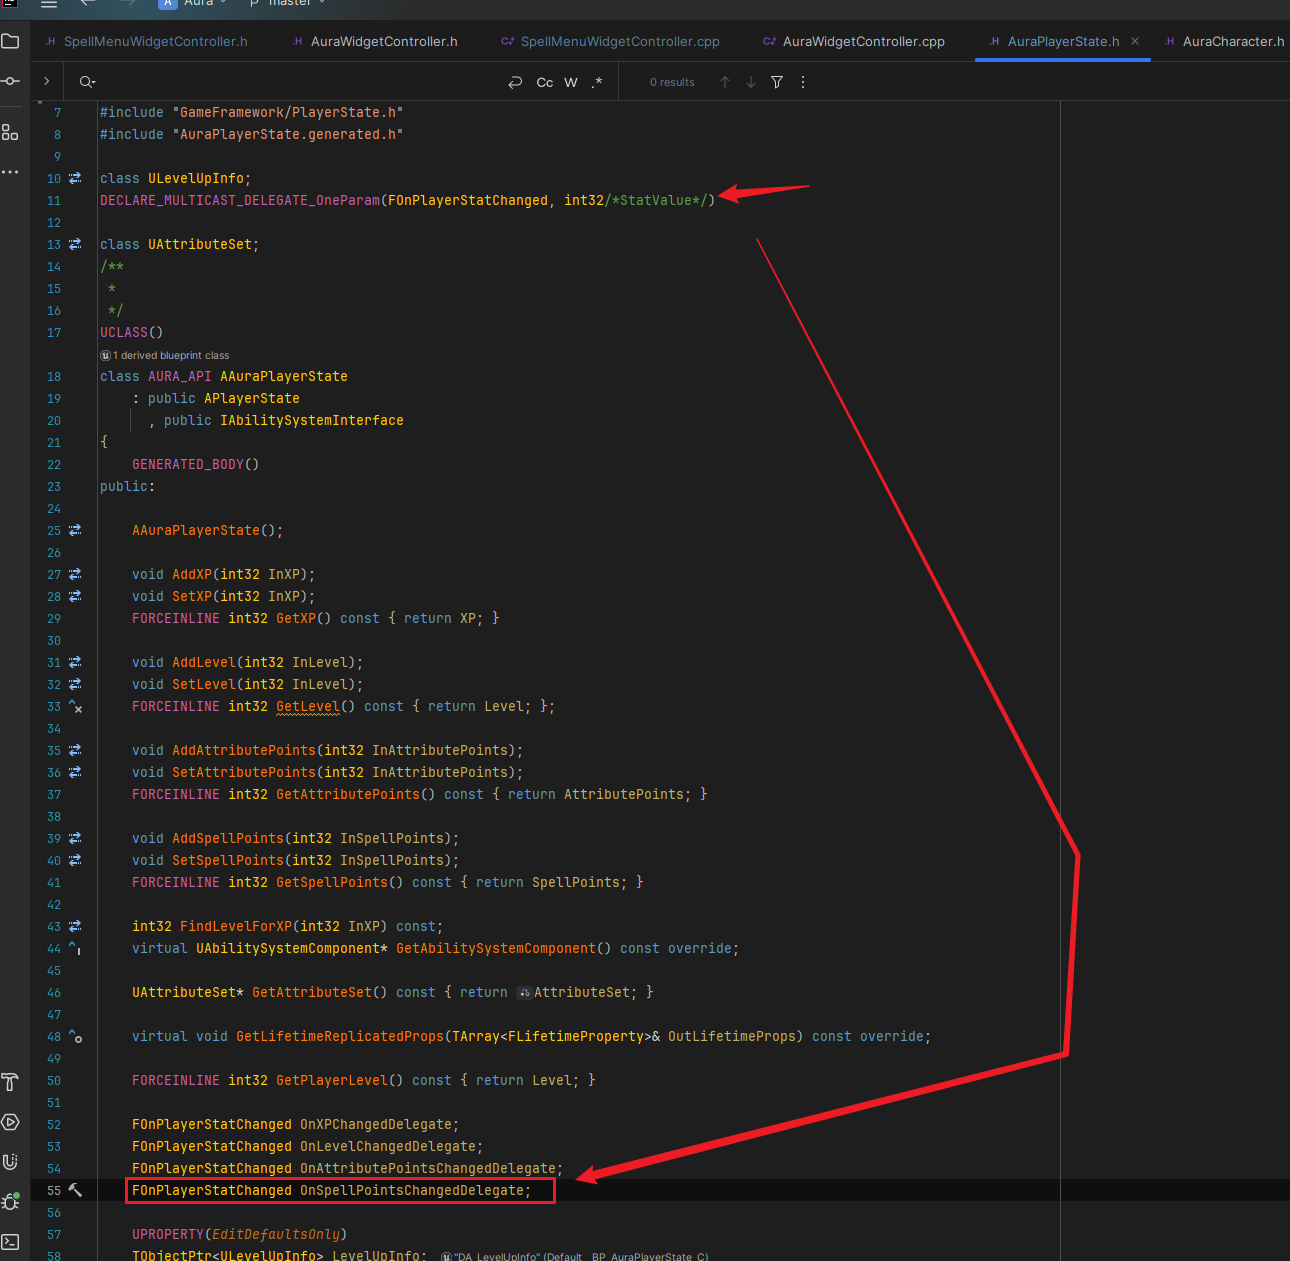 A Aura master
SpellMenuWidgetController.h AuraWidgetController.h SpellMenuWidgetController.cpp AuraWidgetController.cpp AuraPlayerState.h AuraCharacter.h
Cc W .* 0 results
7 #include "GameFramework/PlayerState.h"
8 #include "AuraPlayerState.generated.h"
9
10 class ULevelUpInfo;
11 DECLARE_MULTICAST_DELEGATE_OneParam(FOnPlayerStatChanged, int32/*StatValue*/)
12
13 class UAttributeSet;
14 /**
15 *
16 */
17 UCLASS()
1 derived blueprint class
18 class AURA_API AAuraPlayerState
19 : public APlayerState
20 , public IAbilitySystemInterface
21 {
22 GENERATED_BODY()
23 public:
24
25 AAuraPlayerState();
26
27 void AddXP(int32 InXP);
28 void SetXP(int32 InXP);
29 FORCEINLINE int32 GetXP() const { return XP; }
30
31 void AddLevel(int32 InLevel);
32 void SetLevel(int32 InLevel);
33 FORCEINLINE int32 GetLevel() const { return Level; };
34
35 void AddAttributePoints(int32 InAttributePoints);
36 void SetAttributePoints(int32 InAttributePoints);
37 FORCEINLINE int32 GetAttributePoints() const { return AttributePoints; }
38
39 void AddSpellPoints(int32 InSpellPoints);
40 void SetSpellPoints(int32 InSpellPoints);
41 FORCEINLINE int32 GetSpellPoints() const { return SpellPoints; }
42
43 int32 FindLevelForXP(int32 InXP) const;
44 virtual UAbilitySystemComponent* GetAbilitySystemComponent() const override;
45
46 UAttributeSet* GetAttributeSet() const { return AttributeSet; }
47
48 virtual void GetLifetimeReplicatedProps(TArray<FLifetimeProperty>& OutLifetimeProps) const override;
49
50 FORCEINLINE int32 GetPlayerLevel() const { return Level; }
51
52 FOnPlayerStatChanged OnXPChangedDelegate;
53 FOnPlayerStatChanged OnLevelChangedDelegate;
54 FOnPlayerStatChanged OnAttributePointsChangedDelegate;
55 FOnPlayerStatChanged OnSpellPointsChangedDelegate;
56
57 UPROPERTY(EditDefaultsOnly)
58 TObjectPtr<ULevelUpInfo> LevelUpInfo; "DA_LevelUpInfo" (Default__BP_AuraPlayerState_C)